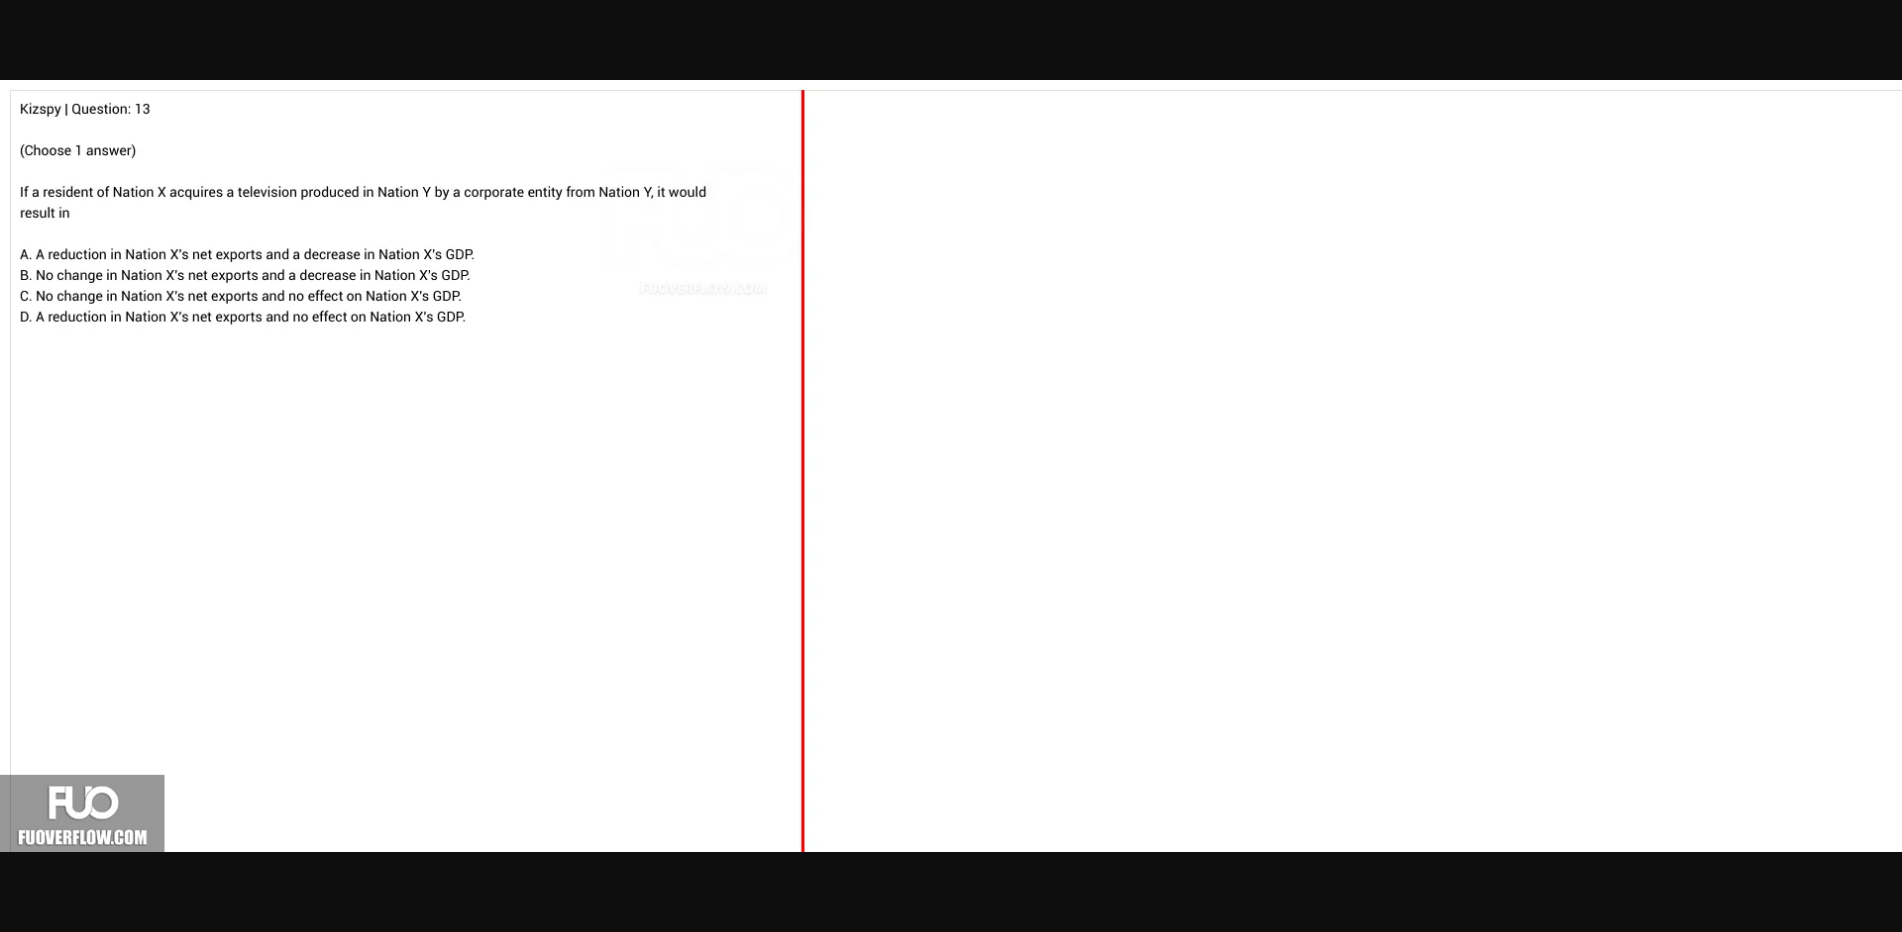 Kizspy | Question: 13
(Choose 1 answer)
If a resident of Nation X acquires a television produced in Nation Y by a corporate entity from Nation Y, it would
result in
A. A reduction in Nation X's net exports and a decrease in Nation X's GDP.
B. No change in Nation X's net exports and a decrease in Nation X's GDP.
C. No change in Nation X's net exports and no effect on Nation X's GDP.
D. A reduction in Nation X's net exports and no effect on Nation X's GDP.
FUO
FUOVERFLOW.COM
FUO
FUOVERFLOW.COM